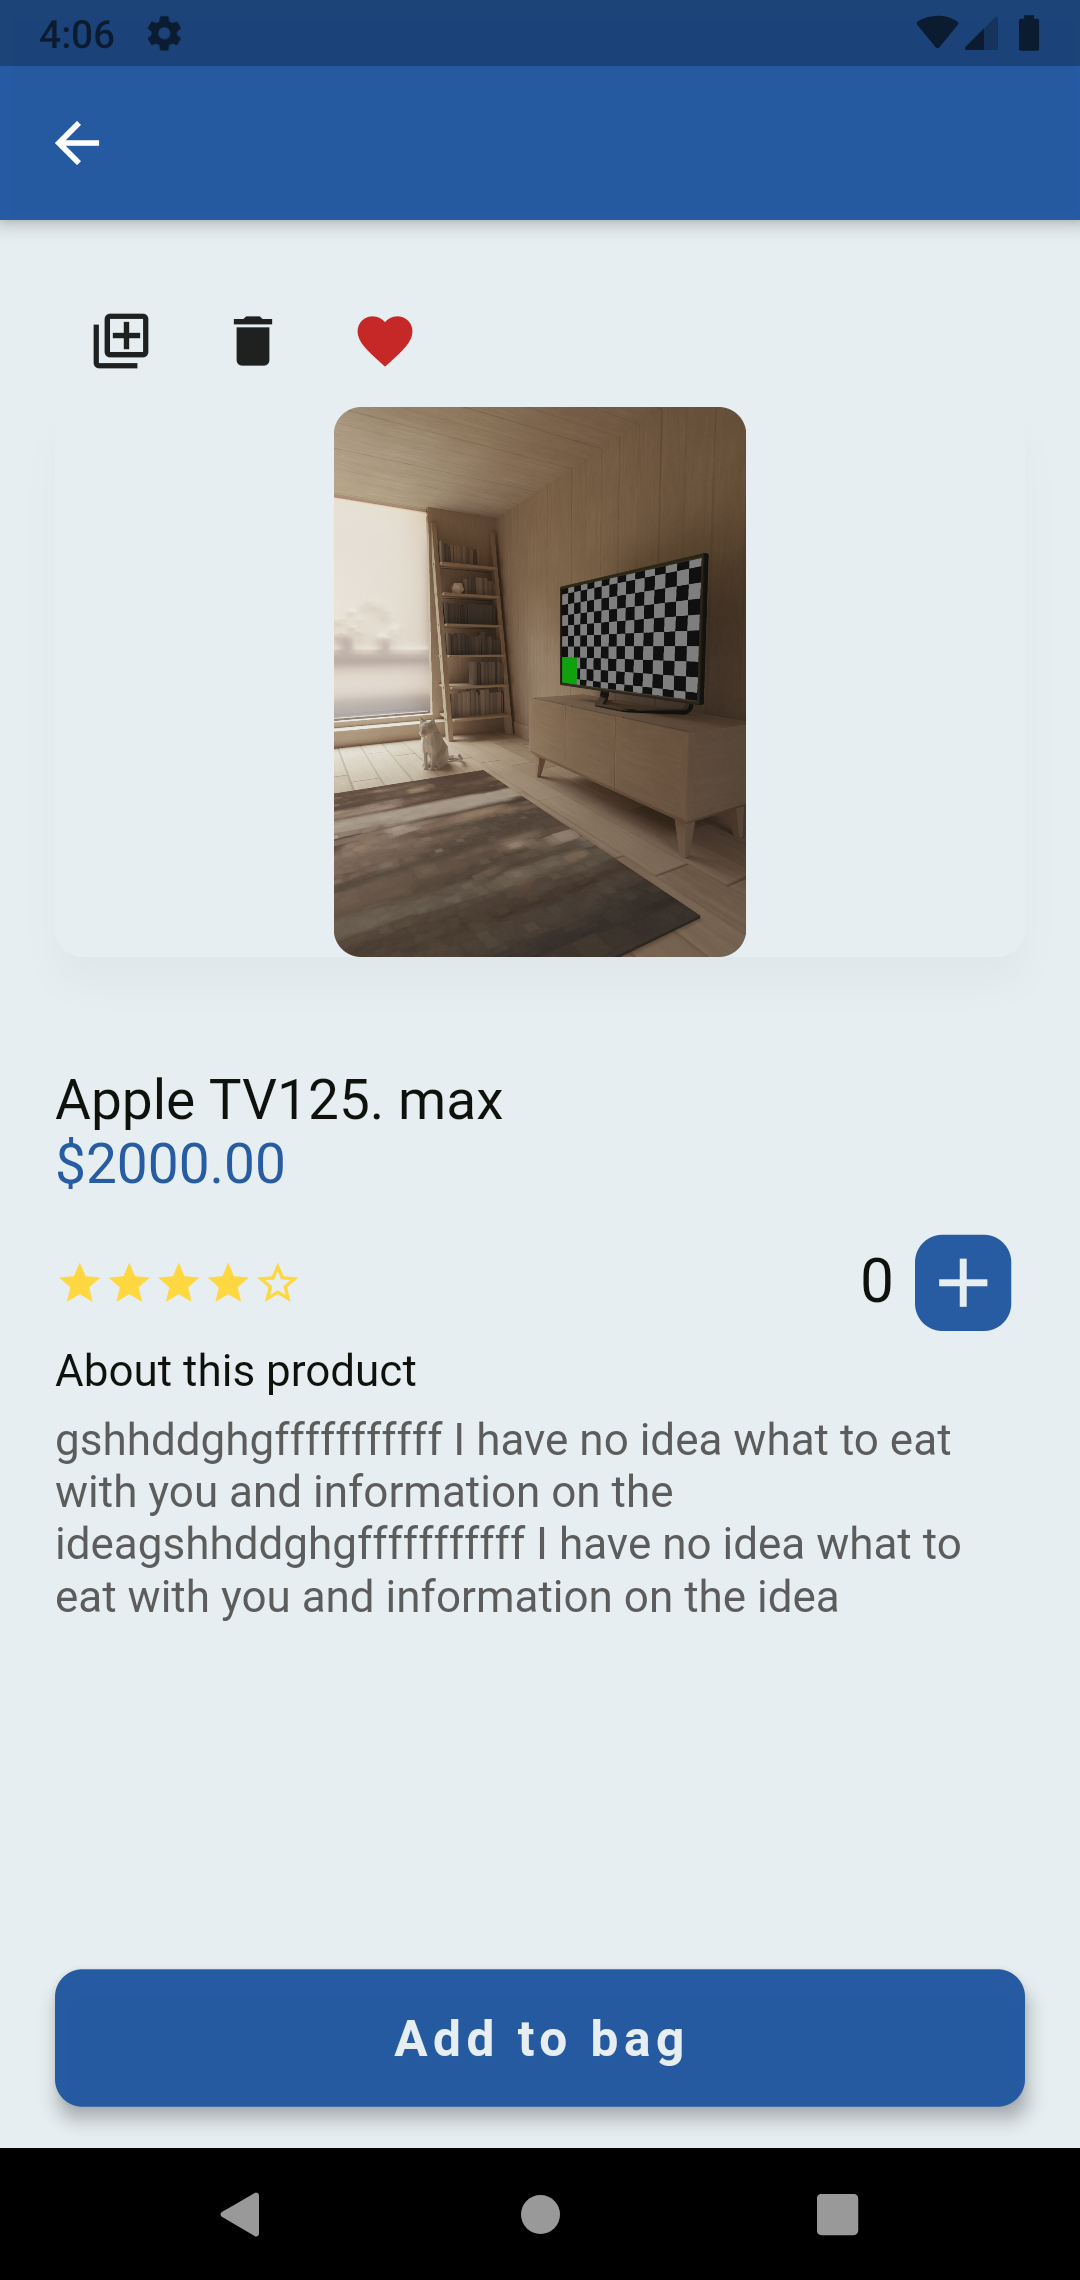 4:06
Apple TV125. max
$2000.00
0
About this product
gshhddghgfffffffffff I have no idea what to eat
with you and information on the
ideagshhddghgfffffffffff I have no idea what to
eat with you and information on the idea
Add to bag